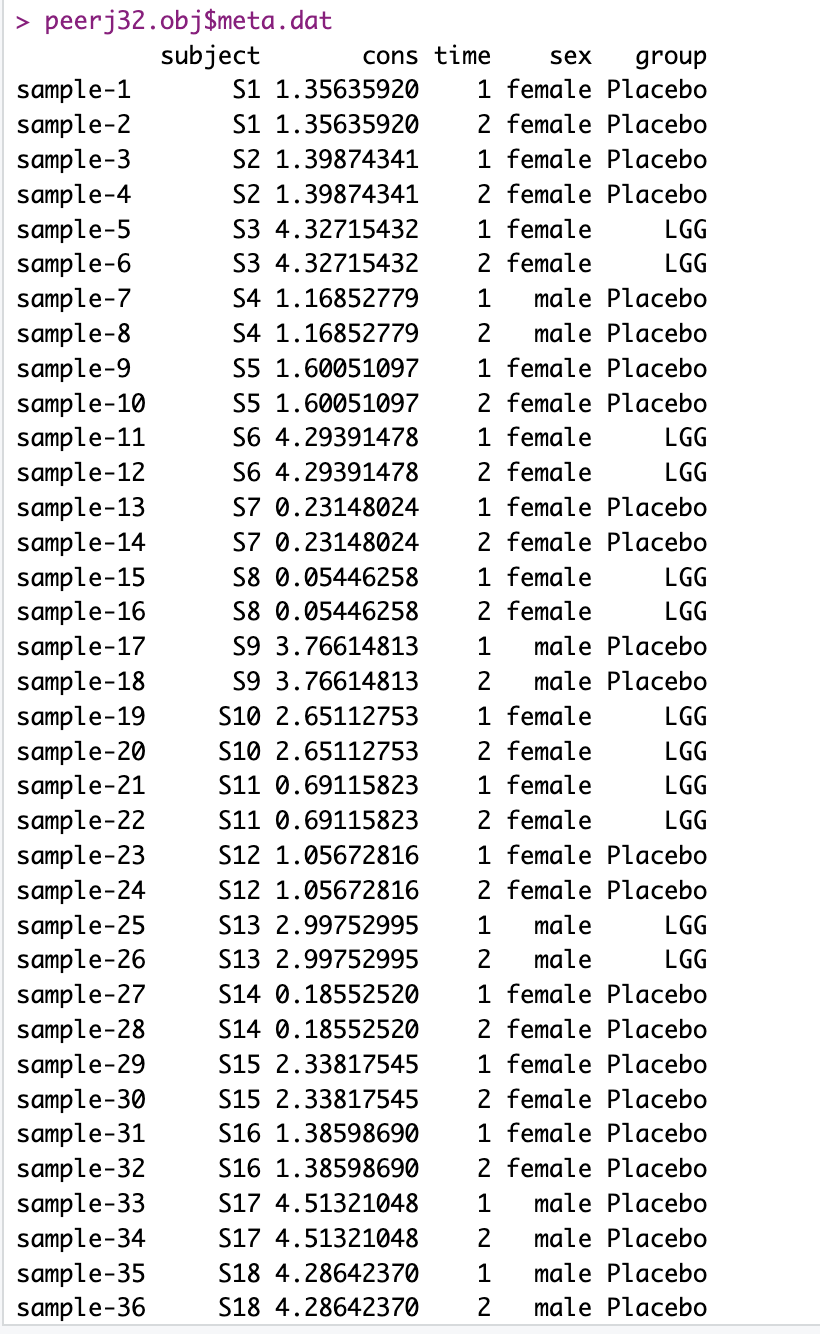 > peerj32.obj$meta.dat
subject cons time sex group
sample-1 S1 1.35635920 1 female Placebo
sample-2 S1 1.35635920 2 female Placebo
sample-3 S2 1.39874341 1 female Placebo
sample-4 S2 1.39874341 2 female Placebo
sample-5 S3 4.32715432 1 female LGG
sample-6 S3 4.32715432 2 female LGG
sample-7 S4 1.16852779 1 male Placebo
sample-8 S4 1.16852779 2 male Placebo
sample-9 S5 1.60051097 1 female Placebo
sample-10 S5 1.60051097 2 female Placebo
sample-11 S6 4.29391478 1 female LGG
sample-12 S6 4.29391478 2 female LGG
sample-13 S7 0.23148024 1 female Placebo
sample-14 S7 0.23148024 2 female Placebo
sample-15 S8 0.05446258 1 female LGG
sample-16 S8 0.05446258 2 female LGG
sample-17 S9 3.76614813 1 male Placebo
sample-18 S9 3.76614813 2 male Placebo
sample-19 S10 2.65112753 1 female LGG
sample-20 S10 2.65112753 2 female LGG
sample-21 S11 0.69115823 1 female LGG
sample-22 S11 0.69115823 2 female LGG
sample-23 S12 1.05672816 1 female Placebo
sample-24 S12 1.05672816 2 female Placebo
sample-25 S13 2.99752995 1 male LGG
sample-26 S13 2.99752995 2 male LGG
sample-27 S14 0.18552520 1 female Placebo
sample-28 S14 0.18552520 2 female Placebo
sample-29 S15 2.33817545 1 female Placebo
sample-30 S15 2.33817545 2 female Placebo
sample-31 S16 1.38598690 1 female Placebo
sample-32 S16 1.38598690 2 female Placebo
sample-33 S17 4.51321048 1 male Placebo
sample-34 S17 4.51321048 2 male Placebo
sample-35 S18 4.28642370 1 male Placebo
sample-36 S18 4.28642370 2 male Placebo